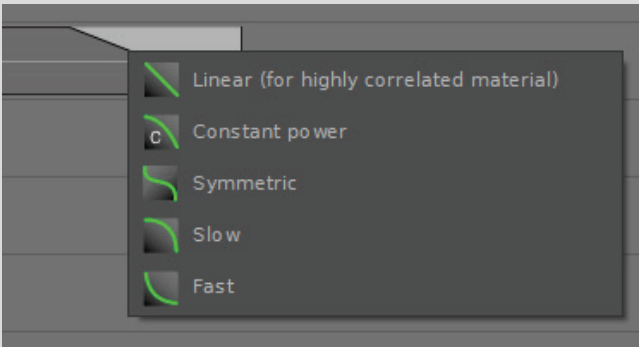 Linear (for highly correlated material)
C Constant power
Symmetric
Slow
Fast